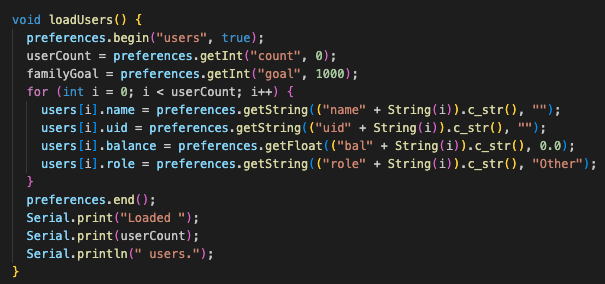 void loadUsers() {
  preferences.begin("users", true);
  userCount = preferences.getInt("count", 0);
  familyGoal = preferences.getInt("goal", 1000);
  for (int i = 0; i < userCount; i++) {
    users[i].name = preferences.getString(("name" + String(i)).c_str(), "");
    users[i].uid = preferences.getString(("uid" + String(i)).c_str(), "");
    users[i].balance = preferences.getFloat(("bal" + String(i)).c_str(), 0.0);
    users[i].role = preferences.getString(("role" + String(i)).c_str(), "Other");
  }
  preferences.end();
  Serial.print("Loaded ");
  Serial.print(userCount);
  Serial.println(" users.");
}